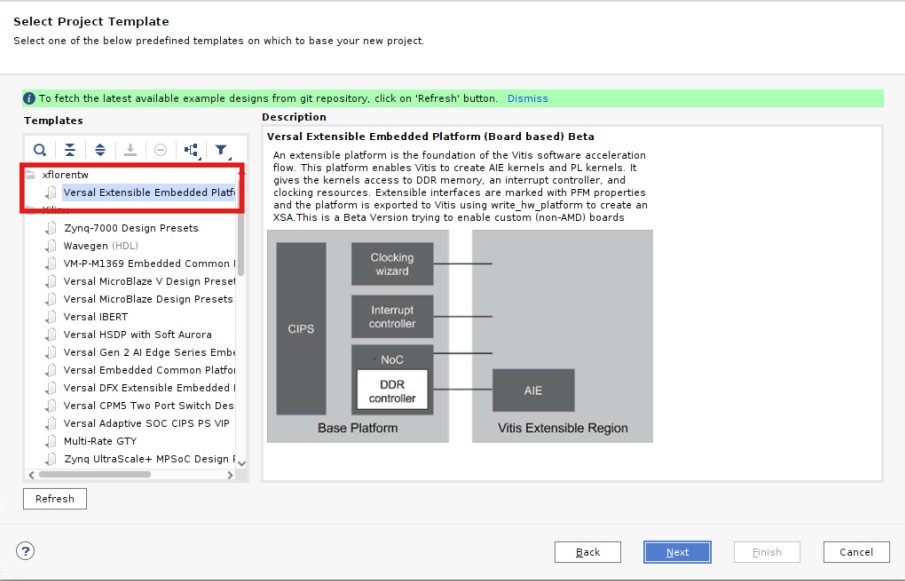 Select Project Template
Select one of the below predefined templates on which to base your new project.
To fetch the latest available example designs from git repository, click on 'Refresh' button. Dismiss
Templates
xflorentw
Versal Extensible Embedded Platf
Xilinx
Zynq-7000 Design Presets
Wavegen (HDL)
VM-P-M1369 Embedded Common
Versal MicroBlaze V Design Preset
Versal MicroBlaze Design Presets
Versal IBERT
Versal HSDP with Soft Aurora
Versal Gen 2 AI Edge Series Embe
Versal Embedded Common Platfor
Versal DFX Extensible Embedded
Versal CPM5 Two Port Switch Des
Versal Adaptive SOC CIPS PS VIP
Multi-Rate GTY
Zynq UltraScale+ MPSoC Design
Refresh
Description
Versal Extensible Embedded Platform (Board based) Beta
An extensible platform is the foundation of the Vitis software acceleration
flow. This platform enables Vitis to create AIE kernels and PL kernels. It
gives the kernels access to DDR memory, an interrupt controller, and
clocking resources. Extensible interfaces are marked with PFM properties
and the platform is exported to Vitis using write_hw_platform to create an
XSA.This is a Beta Version trying to enable custom (non-AMD) boards
CIPS
Clocking
wizard
Interrupt
controller
NoC
DDR
controller
Base Platform
AIE
Vitis Extensible Region
?
Back
Next
Finish
Cancel